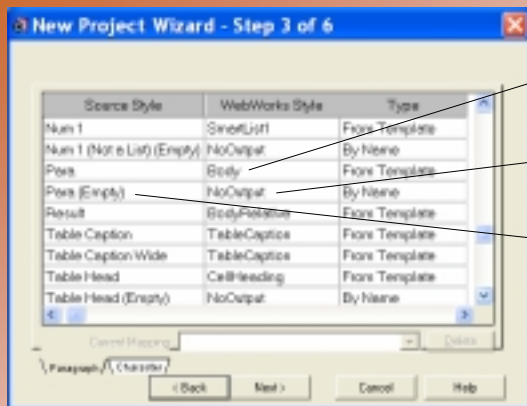 New Project Wizard - Step 3 of 6
Source Style WebWorks Style Type
Num 1 SmartList1 From Template
Num 1 (Not a List) (Empty) NoOutput By Name
Para Body From Template
Para (Empty) NoOutput By Name
Result BodyRelative From Template
Table Caption TableCaption From Template
Table Caption Wide TableCaption From Template
Table Head CellHeading From Template
Table Head (Empty) NoOutput By Name
Current Mapping Delete
Paragraph Character
< Back Next > Cancel Help